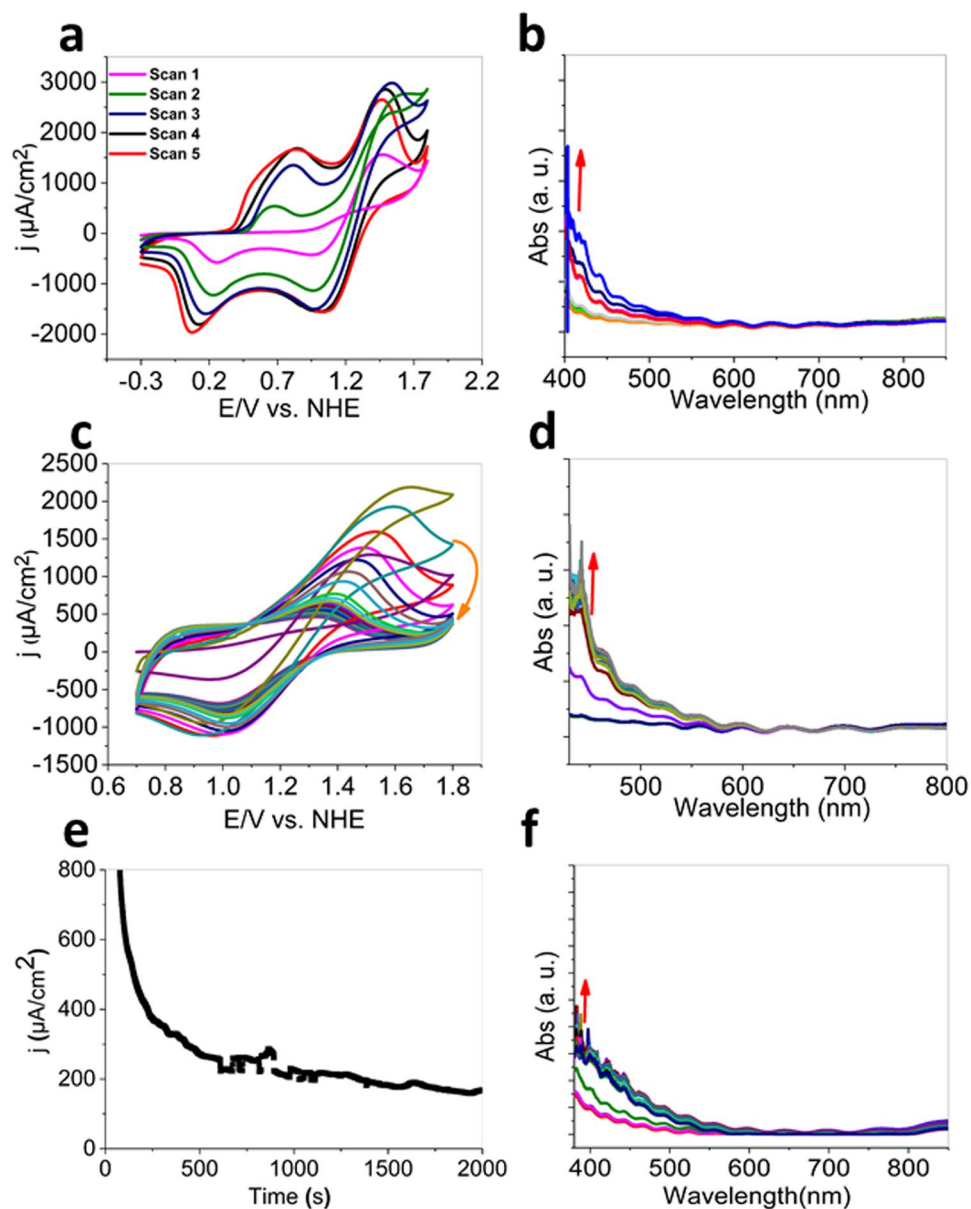 a
3000
2000
1000
0
-1000
-2000
Scan 1
Scan 2
Scan 3
Scan 4
Scan 5
j (µA/cm²)
-0.3 0.2 0.7 1.2 1.7 2.2
E/V vs. NHE
b
Abs (a. u.)
400 500 600 700 800
Wavelength (nm)
c
2500
2000
1500
1000
500
0
-500
-1000
-1500
j (µA/cm²)
0.6 0.8 1.0 1.2 1.4 1.6 1.8
E/V vs. NHE
d
Abs (a. u.)
500 600 700 800
Wavelength (nm)
e
800
600
400
200
0
j (µA/cm²)
0 500 1000 1500 2000
Time (s)
f
Abs (a. u.)
400 500 600 700 800
Wavelength(nm)